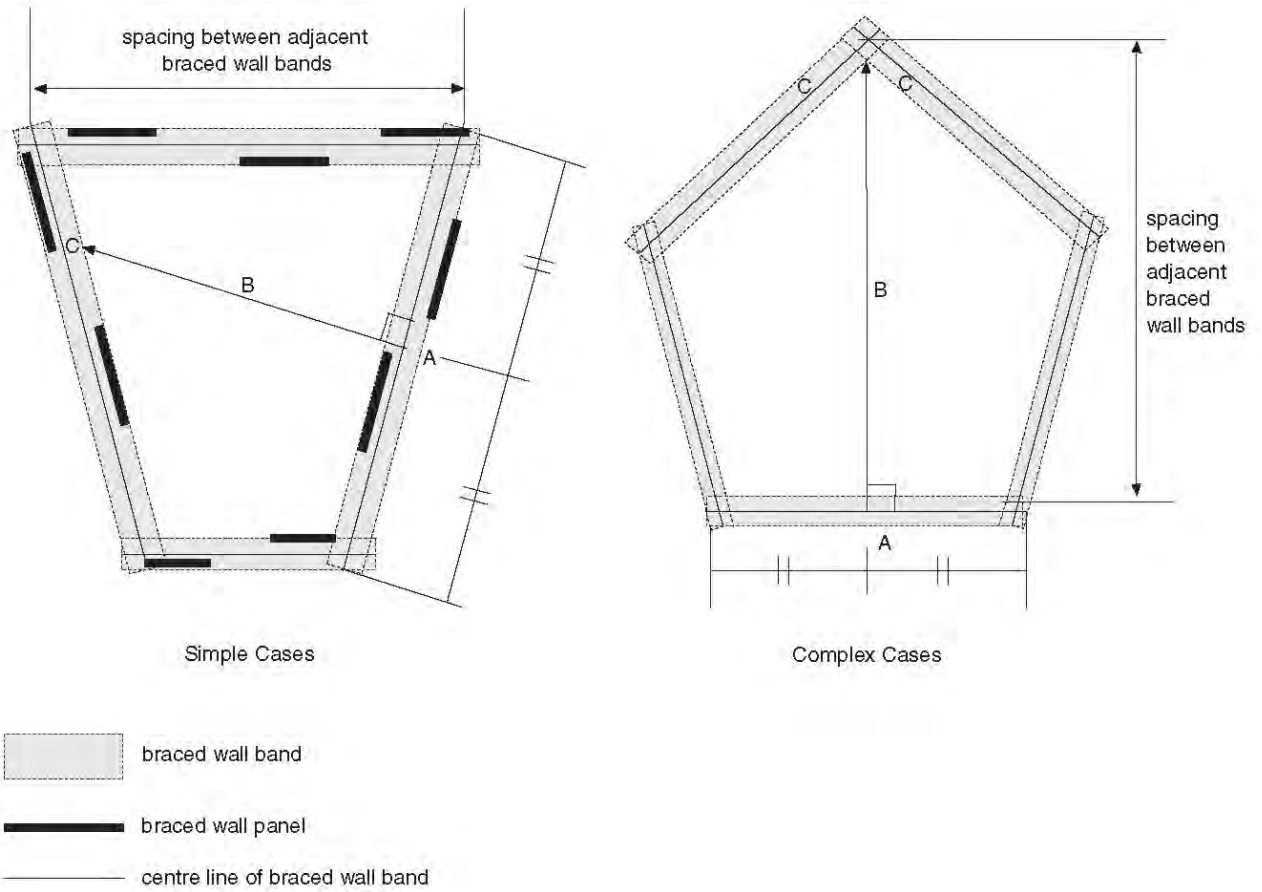 spacing between adjacent
braced wall bands
C
B
A
Simple Cases
C
C
B
spacing
between
adjacent
braced
wall bands
A
Complex Cases
braced wall band
braced wall panel
centre line of braced wall band